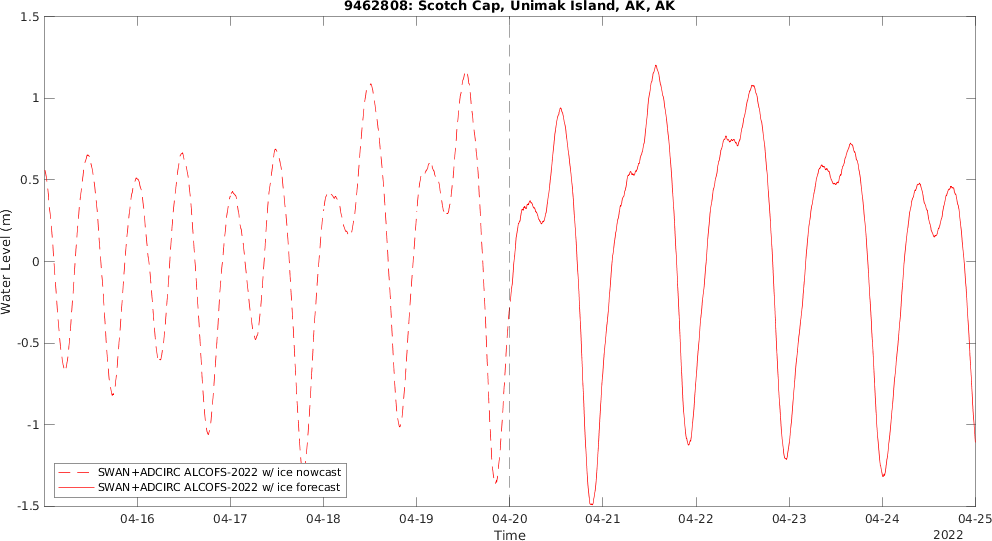 9462808: Scotch Cap, Unimak Island, AK, AK
1.5
1
0.5
0
-0.5
-1
-1.5
Water Level (m)
SWAN+ADCIRC ALCOFS-2022 w/ ice nowcast
SWAN+ADCIRC ALCOFS-2022 w/ ice forecast
04-16 04-17 04-18 04-19 04-20 04-21 04-22 04-23 04-24 04-25
Time
2022